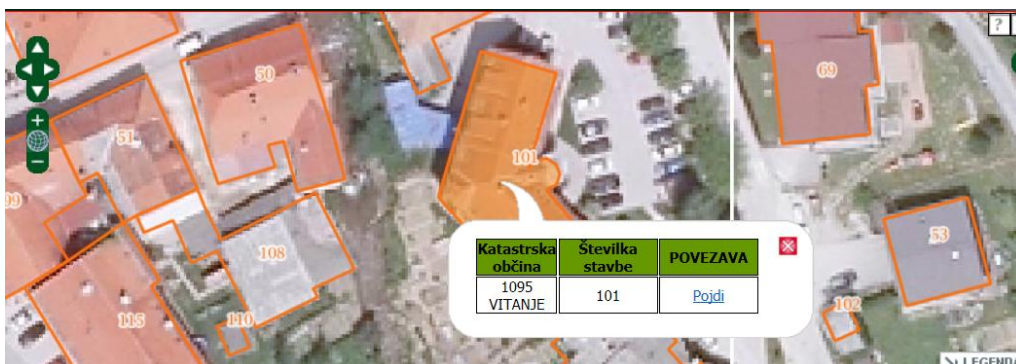 ?
50
69
51
101
99
53
108
102
115
110
Katastrska občina
Številka stavbe
POVEZAVA
1095 VITANJE
101
Pojdi
LEGENDA